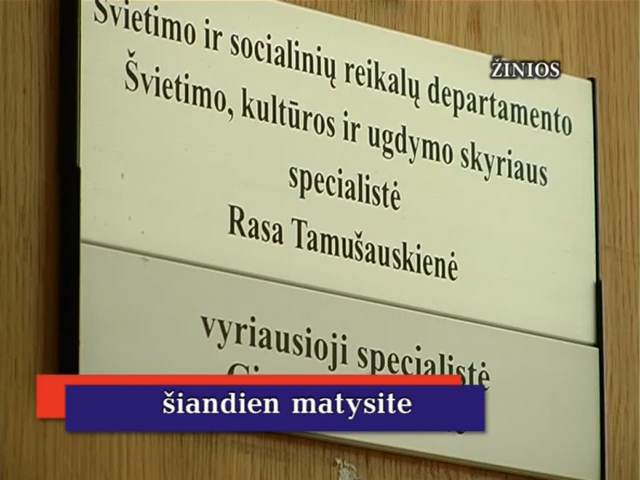 Švietimo ir socialinių reikalų departamento
ŽINIOS
Švietimo, kultūros ir ugdymo skyriaus
specialistė
Rasa Tamušauskienė
vyriausioji specialistė
šiandien matysite